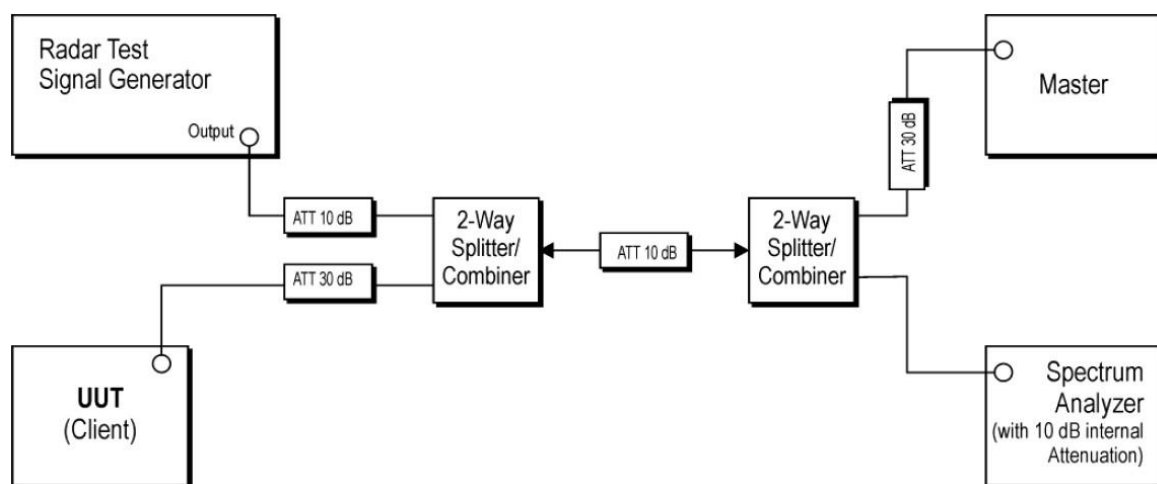 Radar Test
Signal Generator
Output
Master
ATT 30 dB
ATT 10 dB
2-Way
Splitter/
Combiner
ATT 10 dB
2-Way
Splitter/
Combiner
ATT 30 dB
UUT
(Client)
Spectrum
Analyzer
(with 10 dB internal
Attenuation)